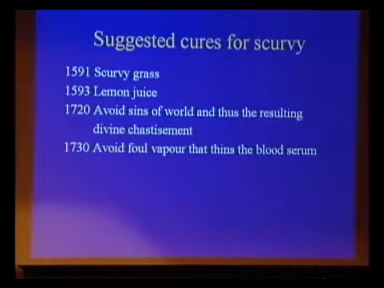 Suggested cures for scurvy
1591 Scurvy grass
1593 Lemon juice
1720 Avoid sins of world and thus the resulting
divine chastisement
1730 Avoid foul vapour that thins the blood serum